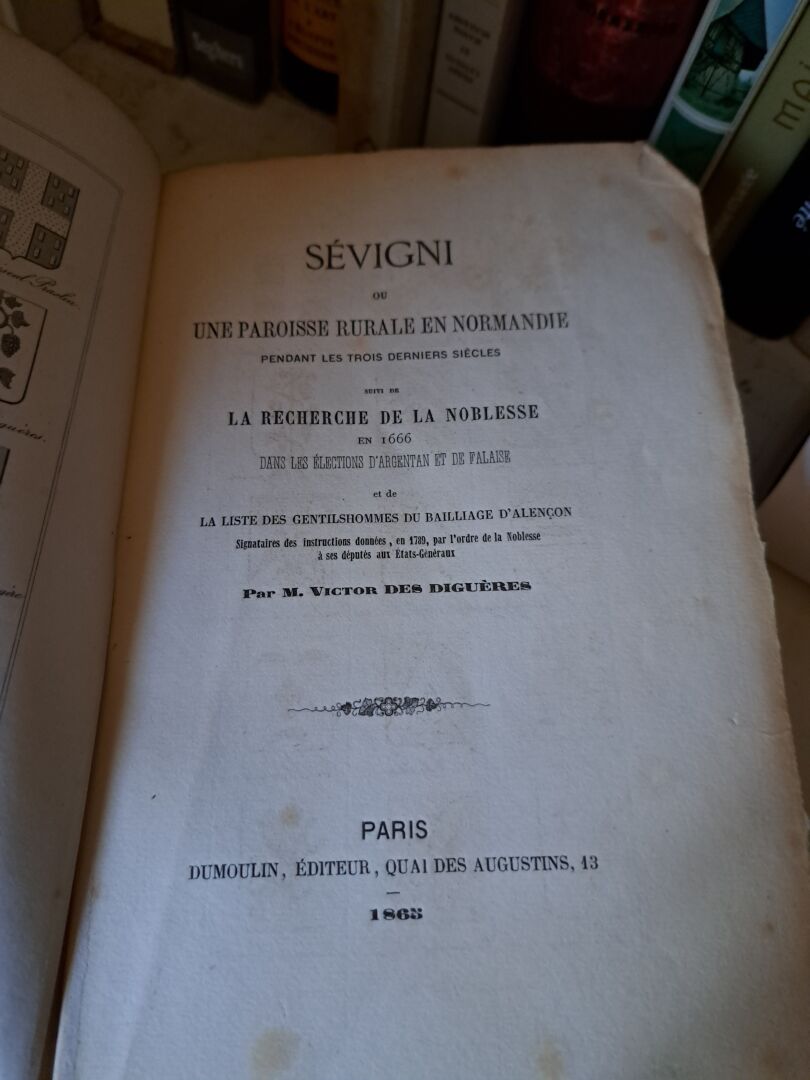 SÉVIGNI
OU
UNE PAROISSE RURALE EN NORMANDIE
PENDANT LES TROIS DERNIERS SIÈCLES
SUIVI DE
LA RECHERCHE DE LA NOBLESSE
EN 1666
DANS LES ÉLECTIONS D'ARGENTAN ET DE FALAISE
et de
LA LISTE DES GENTILSHOMMES DU BAILLIAGE D'ALENÇON
Signataires des instructions données, en 1789, par l'ordre de la Noblesse
à ses députés aux États-Généraux
Par M. VICTOR DES DIGUÈRES
PARIS
DUMOULIN, ÉDITEUR, QUAI DES AUGUSTINS, 13
1865